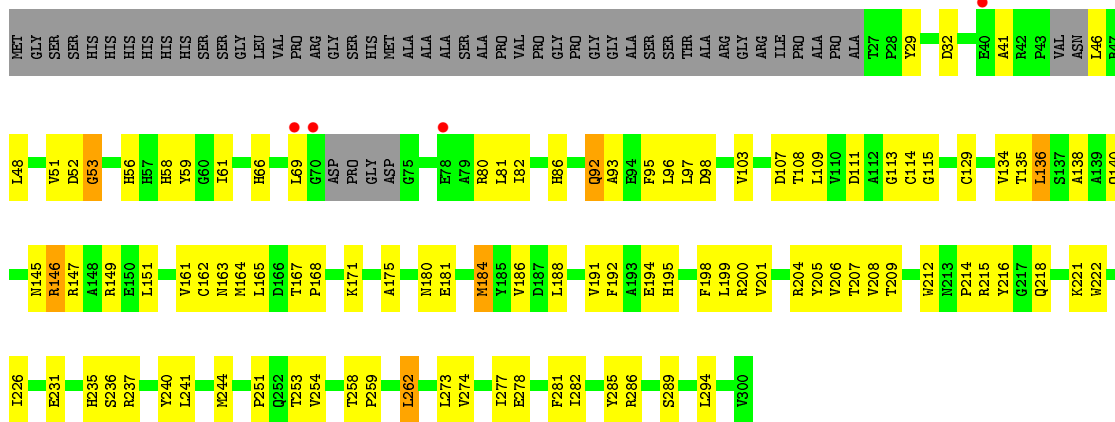 MET GLY SER SER HIS HIS HIS HIS HIS HIS SER SER GLY LEU VAL PRO ARG GLY SER HIS MET ALA ALA ALA SER ALA PRO VAL PRO GLY PRO GLY GLY ALA SER SER THR ALA ARG GLY ARG ILE PRO ALA PRO PRO ALA T27 P28 Y29 D32 E40 A41 R42 P43 VAL ASN L46
L48 V51 D52 G53 H56 H57 H58 Y59 G60 I61 H66 L69 G70 ASP PRO GLY ASP G75 E78 A79 R80 L81 I82 H86 Q92 A93 E94 F95 L96 L97 D98 V103 D107 T108 L109 V110 D111 A112 G113 C114 G115 C129 V134 T135 L136 S137 A138 A139
N145 R146 R147 A148 R149 E150 L151 V161 C162 N163 M164 L165 D166 T167 P168 K171 A175 N180 E181 M184 Y185 V186 D187 L188 V191 F192 A193 E194 H195 F198 L199 R200 V201 R204 Y205 V206 T207 V208 T209 W212 N213 P214 R215 Y216 G217 Q218 K221 W222
I226 E231 H235 S236 R237 Y240 L241 M244 P251 Q252 T253 V254 T258 P259 L262 L273 V274 I277 E278 F281 I282 Y285 R286 S289 L294 V300